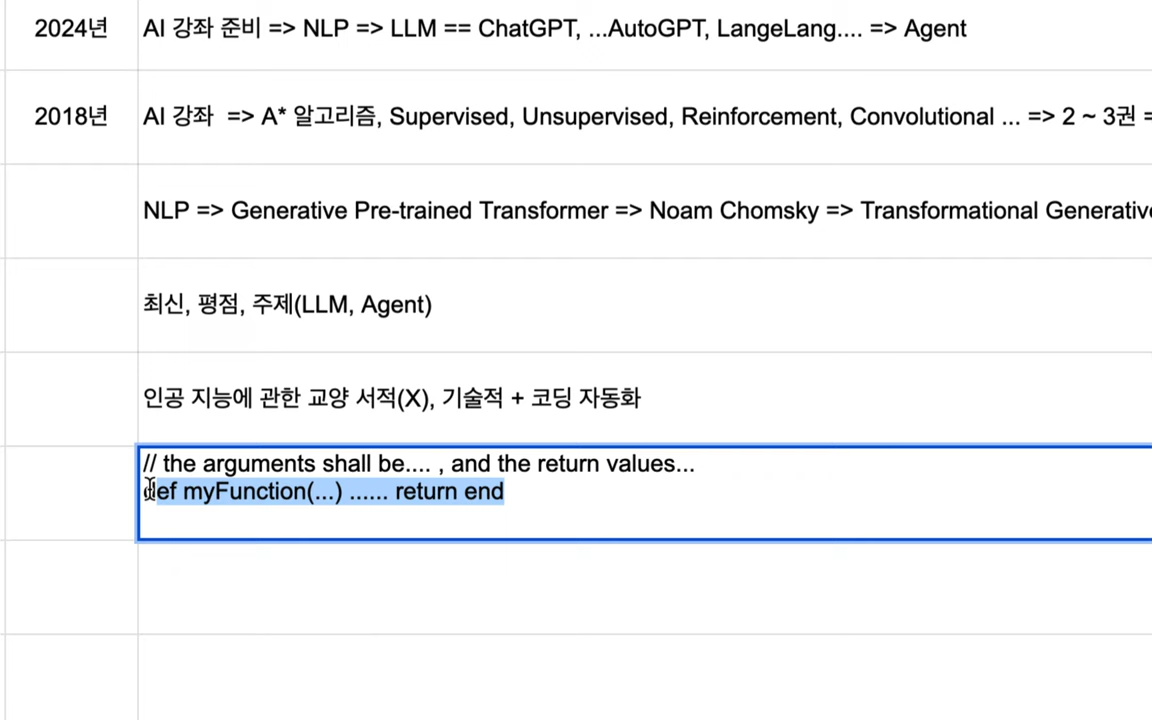 2024년 AI 강좌 준비 => NLP => LLM == ChatGPT, ...AutoGPT, LangeLang.... => Agent
2018년 AI 강좌 => A* 알고리즘, Supervised, Unsupervised, Reinforcement, Convolutional ... => 2 ~ 3권 =
NLP => Generative Pre-trained Transformer => Noam Chomsky => Transformational Generative
최신, 평점, 주제(LLM, Agent)
인공 지능에 관한 교양 서적(X), 기술적 + 코딩 자동화
// the arguments shall be.... , and the return values...
def myFunction(...) ...... return end